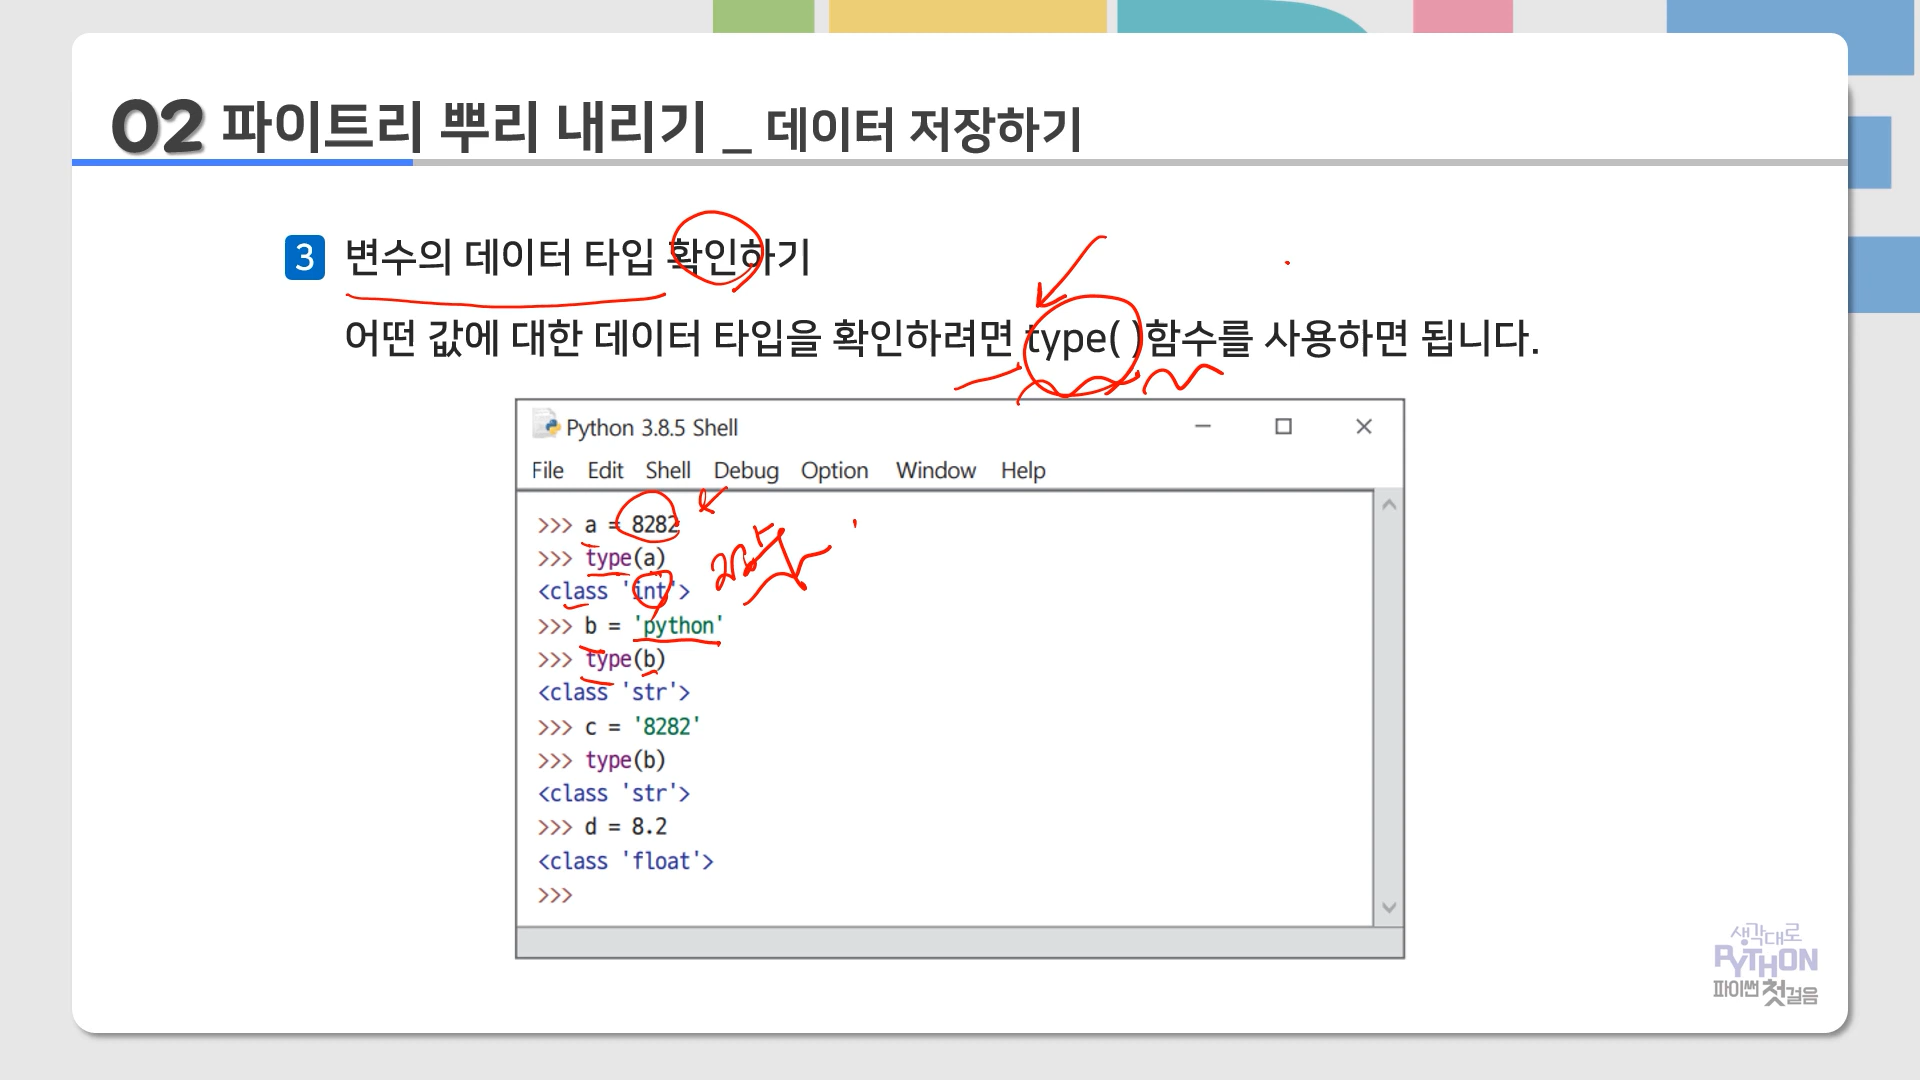 02 파이트리 뿌리 내리기 _ 데이터 저장하기
3 변수의 데이터 타입 확인하기
어떤 값에 대한 데이터 타입을 확인하려면 type( )함수를 사용하면 됩니다.
Python 3.8.5 Shell
File Edit Shell Debug Option Window Help
>>> a = 8282
>>> type(a)
<class 'int'>
>>> b = 'python'
>>> type(b)
<class 'str'>
>>> c = '8282'
>>> type(b)
<class 'str'>
>>> d = 8.2
<class 'float'>
>>>
생각대로
PYTHON
파이썬 첫걸음